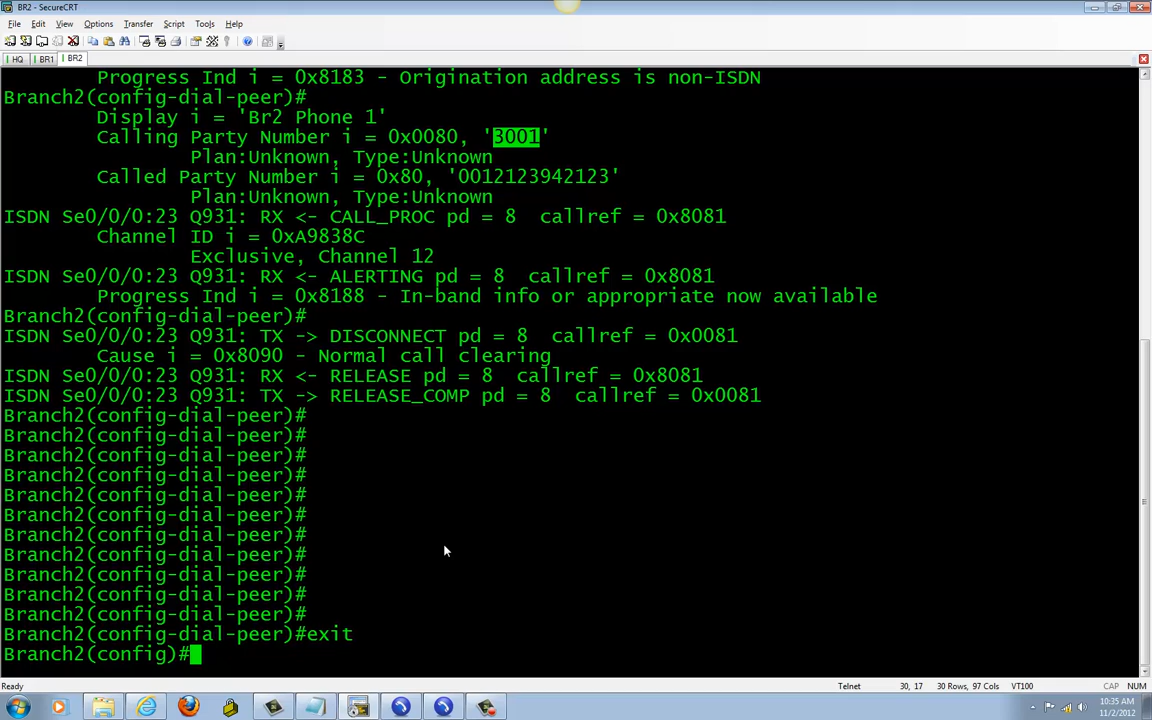 BR2 - SecureCRT
File Edit View Options Transfer Script Tools Help
HQ BR1 BR2
Progress Ind i = 0x8183 - Origination address is non-ISDN
Branch2(config-dial-peer)#
Display i = 'Br2 Phone 1'
Calling Party Number i = 0x0080, '3001'
Plan:Unknown, Type:Unknown
Called Party Number i = 0x80, '0012123942123'
Plan:Unknown, Type:Unknown
ISDN Se0/0/0:23 Q931: RX <- CALL_PROC pd = 8  callref = 0x8081
Channel ID i = 0xA9838C
Exclusive, Channel 12
ISDN Se0/0/0:23 Q931: RX <- ALERTING pd = 8  callref = 0x8081
Progress Ind i = 0x8188 - In-band info or appropriate now available
Branch2(config-dial-peer)#
ISDN Se0/0/0:23 Q931: TX -> DISCONNECT pd = 8  callref = 0x0081
Cause i = 0x8090 - Normal call clearing
ISDN Se0/0/0:23 Q931: RX <- RELEASE pd = 8  callref = 0x8081
ISDN Se0/0/0:23 Q931: TX -> RELEASE_COMP pd = 8  callref = 0x0081
Branch2(config-dial-peer)#
Branch2(config-dial-peer)#
Branch2(config-dial-peer)#
Branch2(config-dial-peer)#
Branch2(config-dial-peer)#
Branch2(config-dial-peer)#
Branch2(config-dial-peer)#
Branch2(config-dial-peer)#
Branch2(config-dial-peer)#
Branch2(config-dial-peer)#
Branch2(config-dial-peer)#
Branch2(config-dial-peer)#exit
Branch2(config)#
Ready Telnet 30, 17 30 Rows, 97 Cols VT100 CAP NUM
10:35 AM
11/2/2012